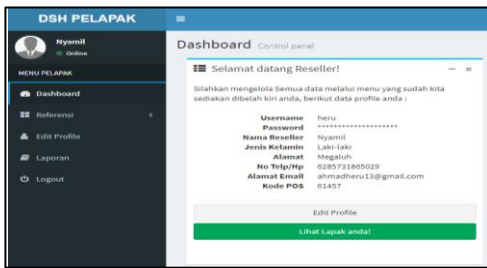 DSH PELAPAK
Nyamil
Online
MENU PELAPAK
Dashboard
Referensi
Edit Profile
Laporan
Logout
Dashboard Control panel
Selamat datang Reseller!
Silahkan mengelola Semua data melalui menu yang sudah kita
sediakan dibelah kiri anda, berikut data profile anda :
Username heru
Password ********************
Nama Reseller Nyamil
Jenis Kelamin Laki-laki
Alamat Megaluh
No Telp/Hp 6285731865029
Alamat Email ahmadheru13@gmail.com
Kode POS 61457
Edit Profile
Lihat Lapak anda!